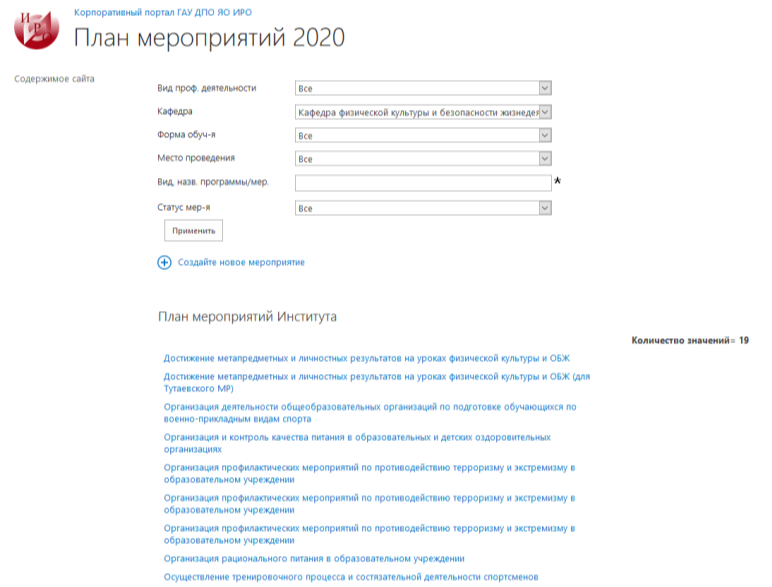 ИРО
Корпоративный портал ГАУ ДПО ЯО ИРО
План мероприятий 2020
Содержимое сайта
Вид проф. деятельности
Все
Кафедра
Кафедра физической культуры и безопасности жизнедея
Форма обуч-я
Все
Место проведения
Все
Вид, назв. программы/мер.
*
Статус мер-я
Все
Применить
Создайте новое мероприятие
План мероприятий Института
Количество значений= 19
Достижение метапредметных и личностных результатов на уроках физической культуры и ОБЖ
Достижение метапредметных и личностных результатов на уроках физической культуры и ОБЖ (для
Тутаевского МР)
Организация деятельности общеобразовательных организаций по подготовке обучающихся по
военно-прикладным видам спорта
Организация и контроль качества питания в образовательных и детских оздоровительных
организациях
Организация профилактических мероприятий по противодействию терроризму и экстремизму в
образовательном учреждении
Организация профилактических мероприятий по противодействию терроризму и экстремизму в
образовательном учреждении
Организация профилактических мероприятий по противодействию терроризму и экстремизму в
образовательном учреждении
Организация рационального питания в образовательном учреждении
Осуществление тренировочного процесса и состязательной деятельности спортсменов